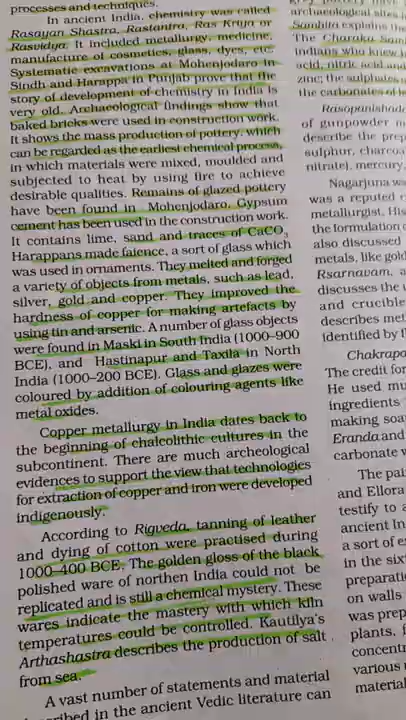 processes and techniques.
In ancient India, chemistry was called
Rasayan Shastra, Rastantra, Ras Kriya or
Rasvidya. It included metallurgy, medicine,
manufacture of cosmetics, glass, dyes, etc.
Systematic excavations at Mohenjodaro in
Sindh and Harappa in Punjab prove that the
story of development of chemistry in India is
very old. Archaeological findings show that
baked bricks were used in construction work.
It shows the mass production of pottery, which
can be regarded as the earliest chemical process,
in which materials were mixed, moulded and
subjected to heat by using fire to achieve
desirable qualities. Remains of glazed pottery
have been found in Mohenjodaro. Gypsum
cement has been used in the construction work.
It contains lime, sand and traces of CaCO₃.
Harappans made faience, a sort of glass which
was used in ornaments. They melted and forged
a variety of objects from metals, such as lead,
silver, gold and copper. They improved the
hardness of copper for making artefacts by
using tin and arsenic. A number of glass objects
were found in Maski in South India (1000–900
BCE), and Hastinapur and Taxila in North
India (1000–200 BCE). Glass and glazes were
coloured by addition of colouring agents like
metal oxides.
Copper metallurgy in India dates back to
the beginning of chalcolithic cultures in the
subcontinent. There are much archeological
evidences to support the view that technologies
for extraction of copper and iron were developed
indigenously.
According to Rigveda, tanning of leather
and dying of cotton were practised during
1000–400 BCE. The golden gloss of the black
polished ware of northen India could not be
replicated and is still a chemical mystery. These
wares indicate the mastery with which kiln
temperatures could be controlled. Kautilya's
Arthashastra describes the production of salt
from sea.
A vast number of statements and material
in the ancient Vedic literature can
archaeological sites
Samhita explains the
The Charaka
Indians who knew
acid, nitric acid and
zinc; the sulphates
the carbonates of
Rasopanishada
of gunpowder
describe the
sulphur,
nitrate), mercury,
Nagarjuna
was a reputed
metallurgist. His
the formulation
also discussed
metals, like gold
Rsarnavam,
discusses the
and crucible
describes
identified by
Chakrapa
The credit for
He used
ingredients
making
Eranda and
carbonate
The
and Ellora
testify to
ancient
a sort of
in the
on walls
was
plants,
various
material